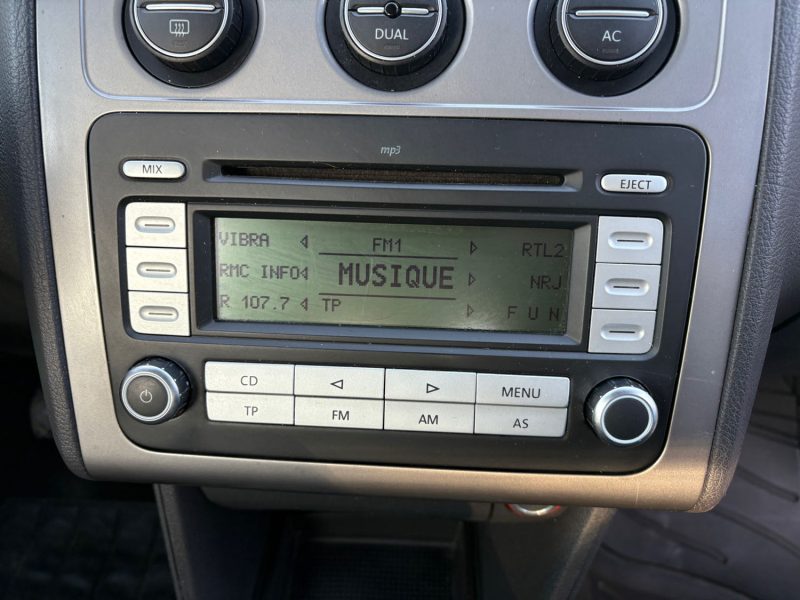 DUAL
AC
mp3
MIX
EJECT
VIBRA FM1 RTL2
RMC INFO MUSIQUE NRJ
R 107.7 TP F U N
CD MENU
TP FM AM AS